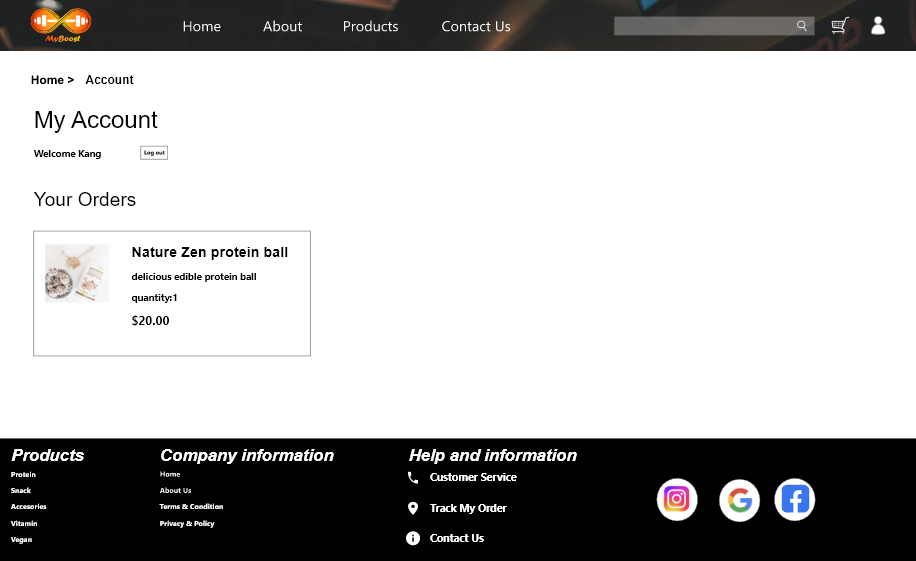 MyBoost
Home
About
Products
Contact Us
Home >
Account
My Account
Welcome Kang
Log out
Your Orders
Nature Zen protein ball
delicious edible protein ball
quantity:1
$20.00
Products
Protein
Snack
Accesories
Vitamin
Vegan
Company information
Home
About Us
Terms & Condition
Privacy & Policy
Help and information
Customer Service
Track My Order
Contact Us